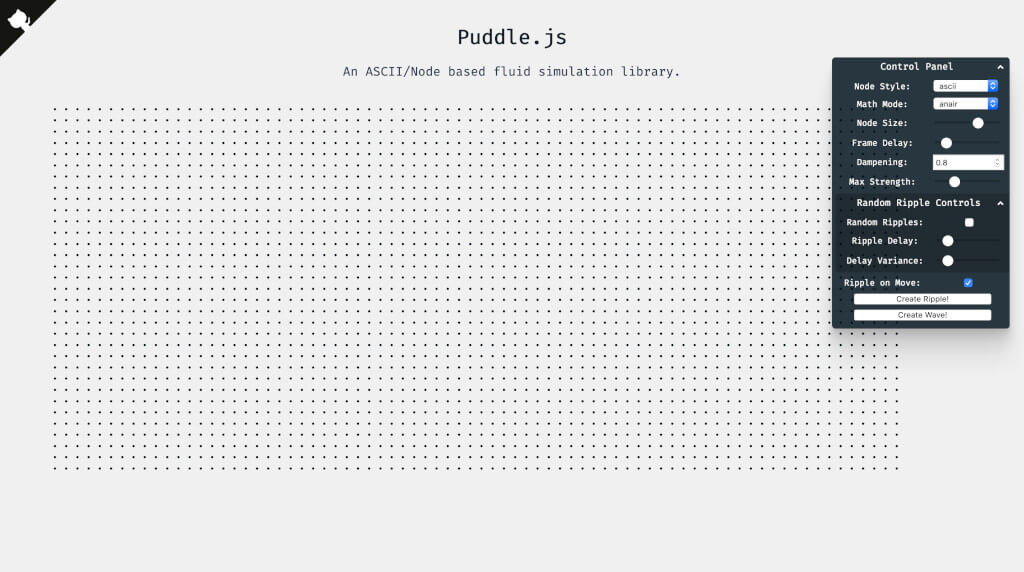 Puddle.js
An ASCII/Node based fluid simulation library.
Control Panel
Node Style: ascii
Math Mode: anair
Node Size:
Frame Delay:
Dampening: 0.8
Max Strength:
Random Ripple Controls
Random Ripples:
Ripple Delay:
Delay Variance:
Ripple on Move:
Create Ripple!
Create Wave!